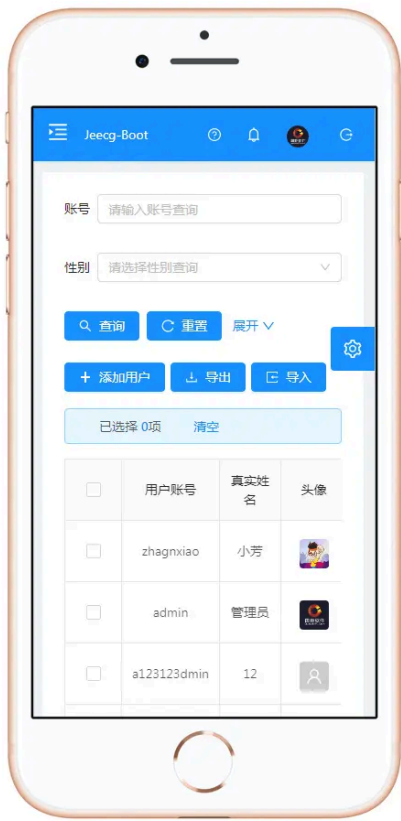 Jeecg-Boot
账号 请输入账号查询
性别 请选择性别查询
查询 重置 展开
添加用户 导出 导入
已选择 0项 清空
用户账号 真实姓名 头像
zhagnxiao 小芳
admin 管理员
a123123dmin 12